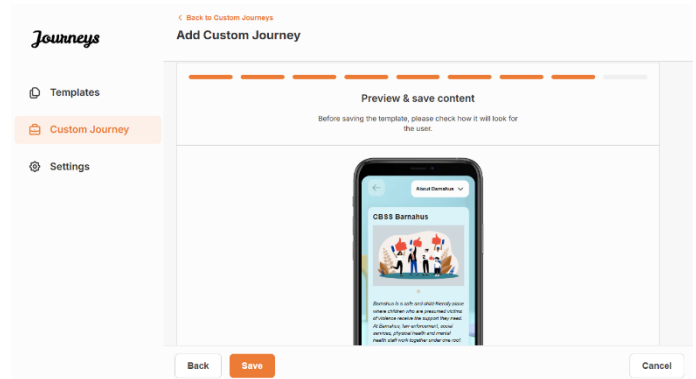 Journeys
Templates
Custom Journey
Settings
< Back to Custom Journeys
Add Custom Journey
Preview & save content
Before saving the template, please check how it will look for
the user.
About Barnahus
CBSS Barnahus
Barnahus is a safe and child-friendly place
where children who are presumed victims
of violence receive the support they need.
At Barnahus, law enforcement, social
services, physical health and mental
health staff work together under one roof.
Back
Save
Cancel